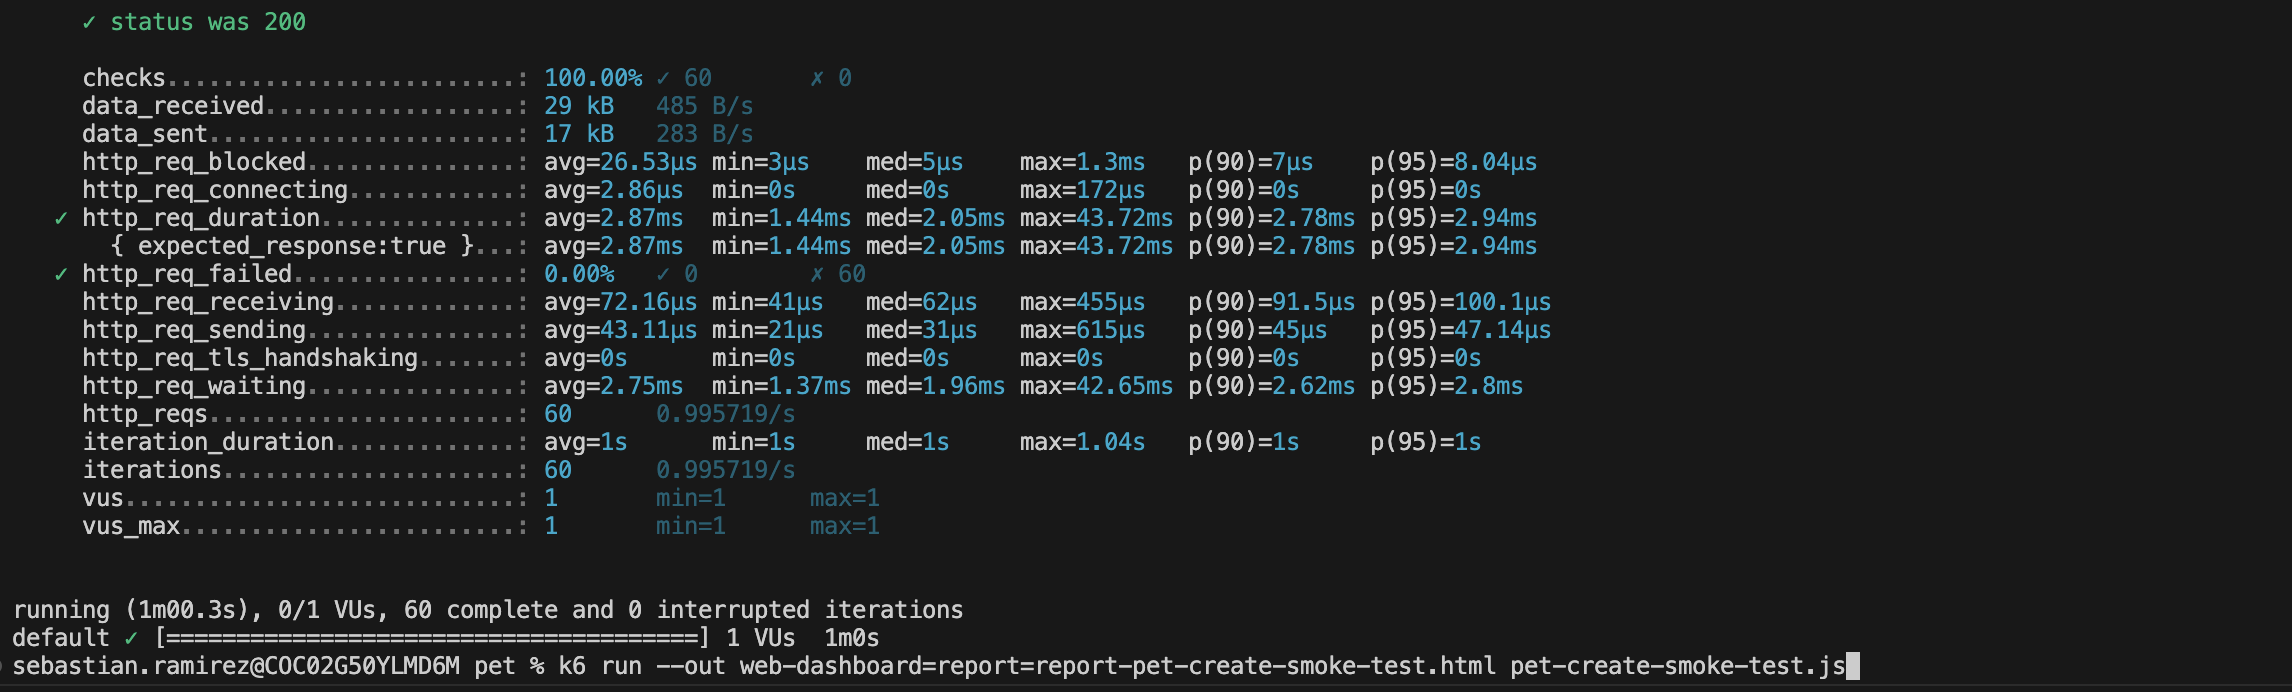 ✓ status was 200
checks.........................: 100.00% ✓ 60 ✗ 0
data_received..................: 29 kB 485 B/s
data_sent......................: 17 kB 283 B/s
http_req_blocked...............: avg=26.53µs min=3µs med=5µs max=1.3ms p(90)=7µs p(95)=8.04µs
http_req_connecting............: avg=2.86µs min=0s med=0s max=172µs p(90)=0s p(95)=0s
✓ http_req_duration..............: avg=2.87ms min=1.44ms med=2.05ms max=43.72ms p(90)=2.78ms p(95)=2.94ms
{ expected_response:true }...: avg=2.87ms min=1.44ms med=2.05ms max=43.72ms p(90)=2.78ms p(95)=2.94ms
✓ http_req_failed................: 0.00% ✓ 0 ✗ 60
http_req_receiving.............: avg=72.16µs min=41µs med=62µs max=455µs p(90)=91.5µs p(95)=100.1µs
http_req_sending...............: avg=43.11µs min=21µs med=31µs max=615µs p(90)=45µs p(95)=47.14µs
http_req_tls_handshaking.......: avg=0s min=0s med=0s max=0s p(90)=0s p(95)=0s
http_req_waiting...............: avg=2.75ms min=1.37ms med=1.96ms max=42.65ms p(90)=2.62ms p(95)=2.8ms
http_reqs......................: 60 0.995719/s
iteration_duration.............: avg=1s min=1s med=1s max=1.04s p(90)=1s p(95)=1s
iterations.....................: 60 0.995719/s
vus............................: 1 min=1 max=1
vus_max........................: 1 min=1 max=1
running (1m00.3s), 0/1 VUs, 60 complete and 0 interrupted iterations
default ✓ [======================================] 1 VUs 1m0s
sebastian.ramirez@COC02G50YLMD6M pet % k6 run --out web-dashboard=report=report-pet-create-smoke-test.html pet-create-smoke-test.js